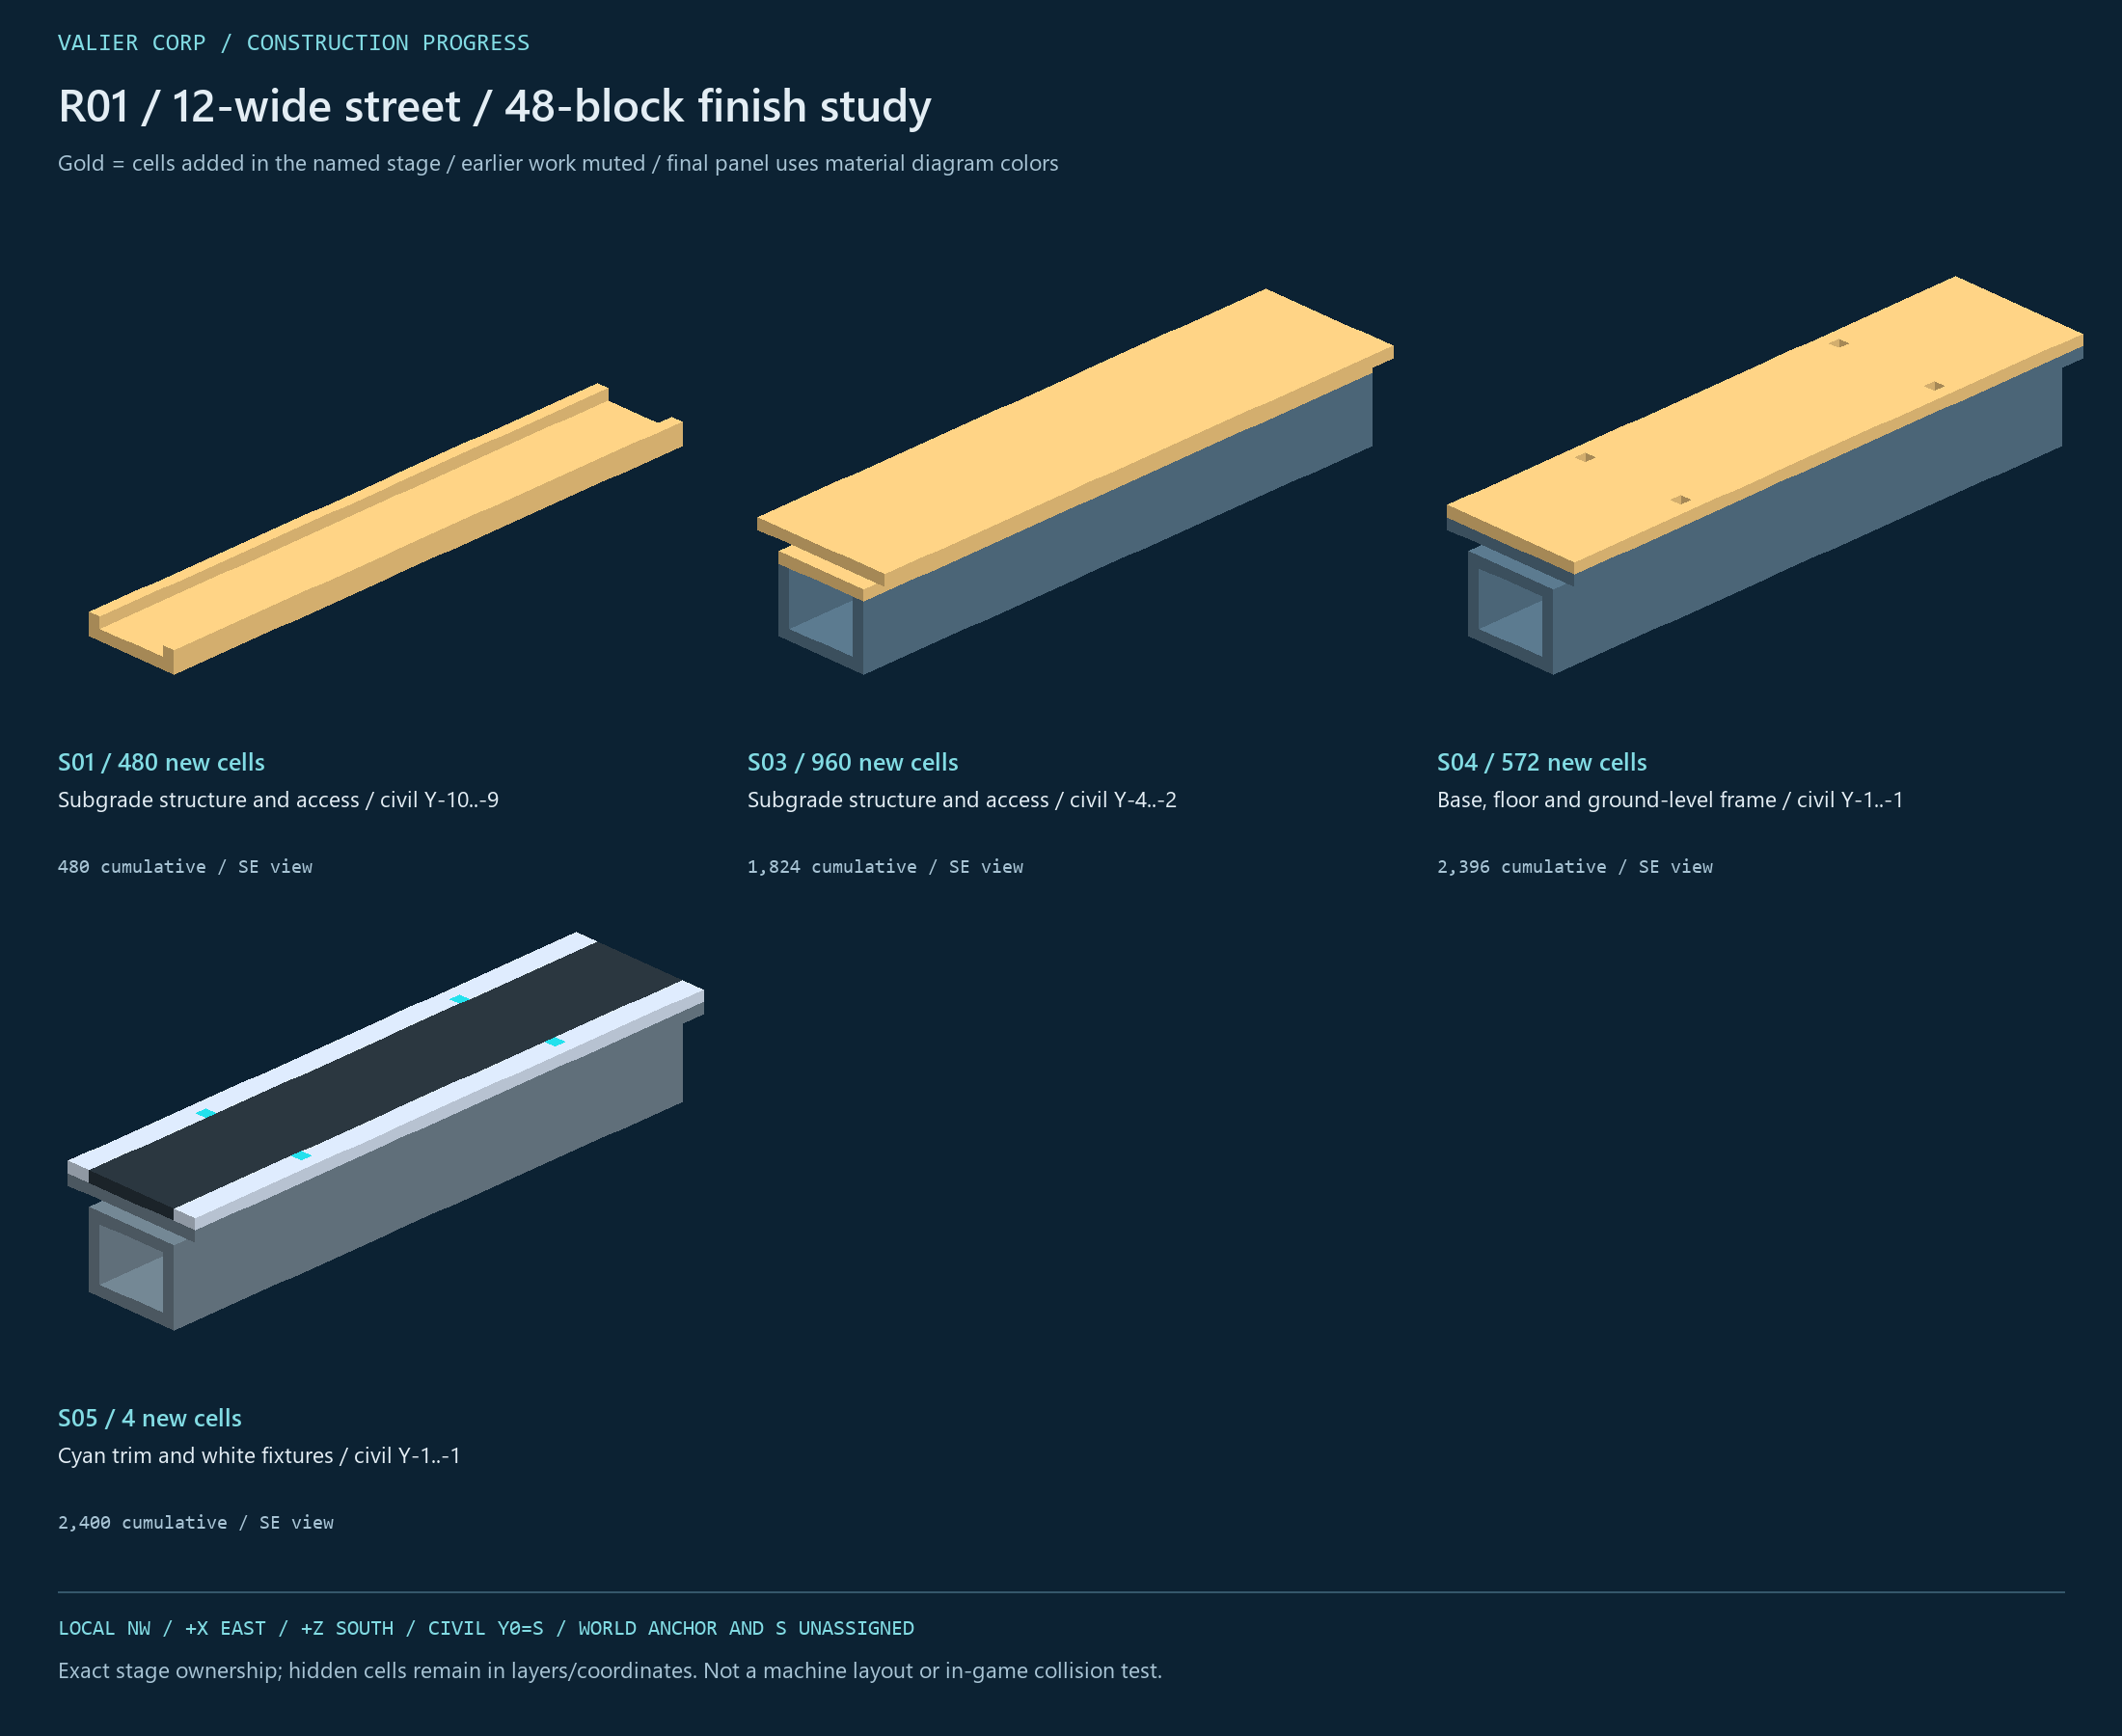 VALIER CORP / CONSTRUCTION PROGRESS
R01 / 12-wide street / 48-block finish study
Gold = cells added in the named stage / earlier work muted / final panel uses material diagram colors
S01 / 480 new cells
Subgrade structure and access / civil Y-10..-9
480 cumulative / SE view
S03 / 960 new cells
Subgrade structure and access / civil Y-4..-2
1,824 cumulative / SE view
S04 / 572 new cells
Base, floor and ground-level frame / civil Y-1..-1
2,396 cumulative / SE view
S05 / 4 new cells
Cyan trim and white fixtures / civil Y-1..-1
2,400 cumulative / SE view
LOCAL NW / +X EAST / +Z SOUTH / CIVIL Y0=S / WORLD ANCHOR AND S UNASSIGNED
Exact stage ownership; hidden cells remain in layers/coordinates. Not a machine layout or in-game collision test.